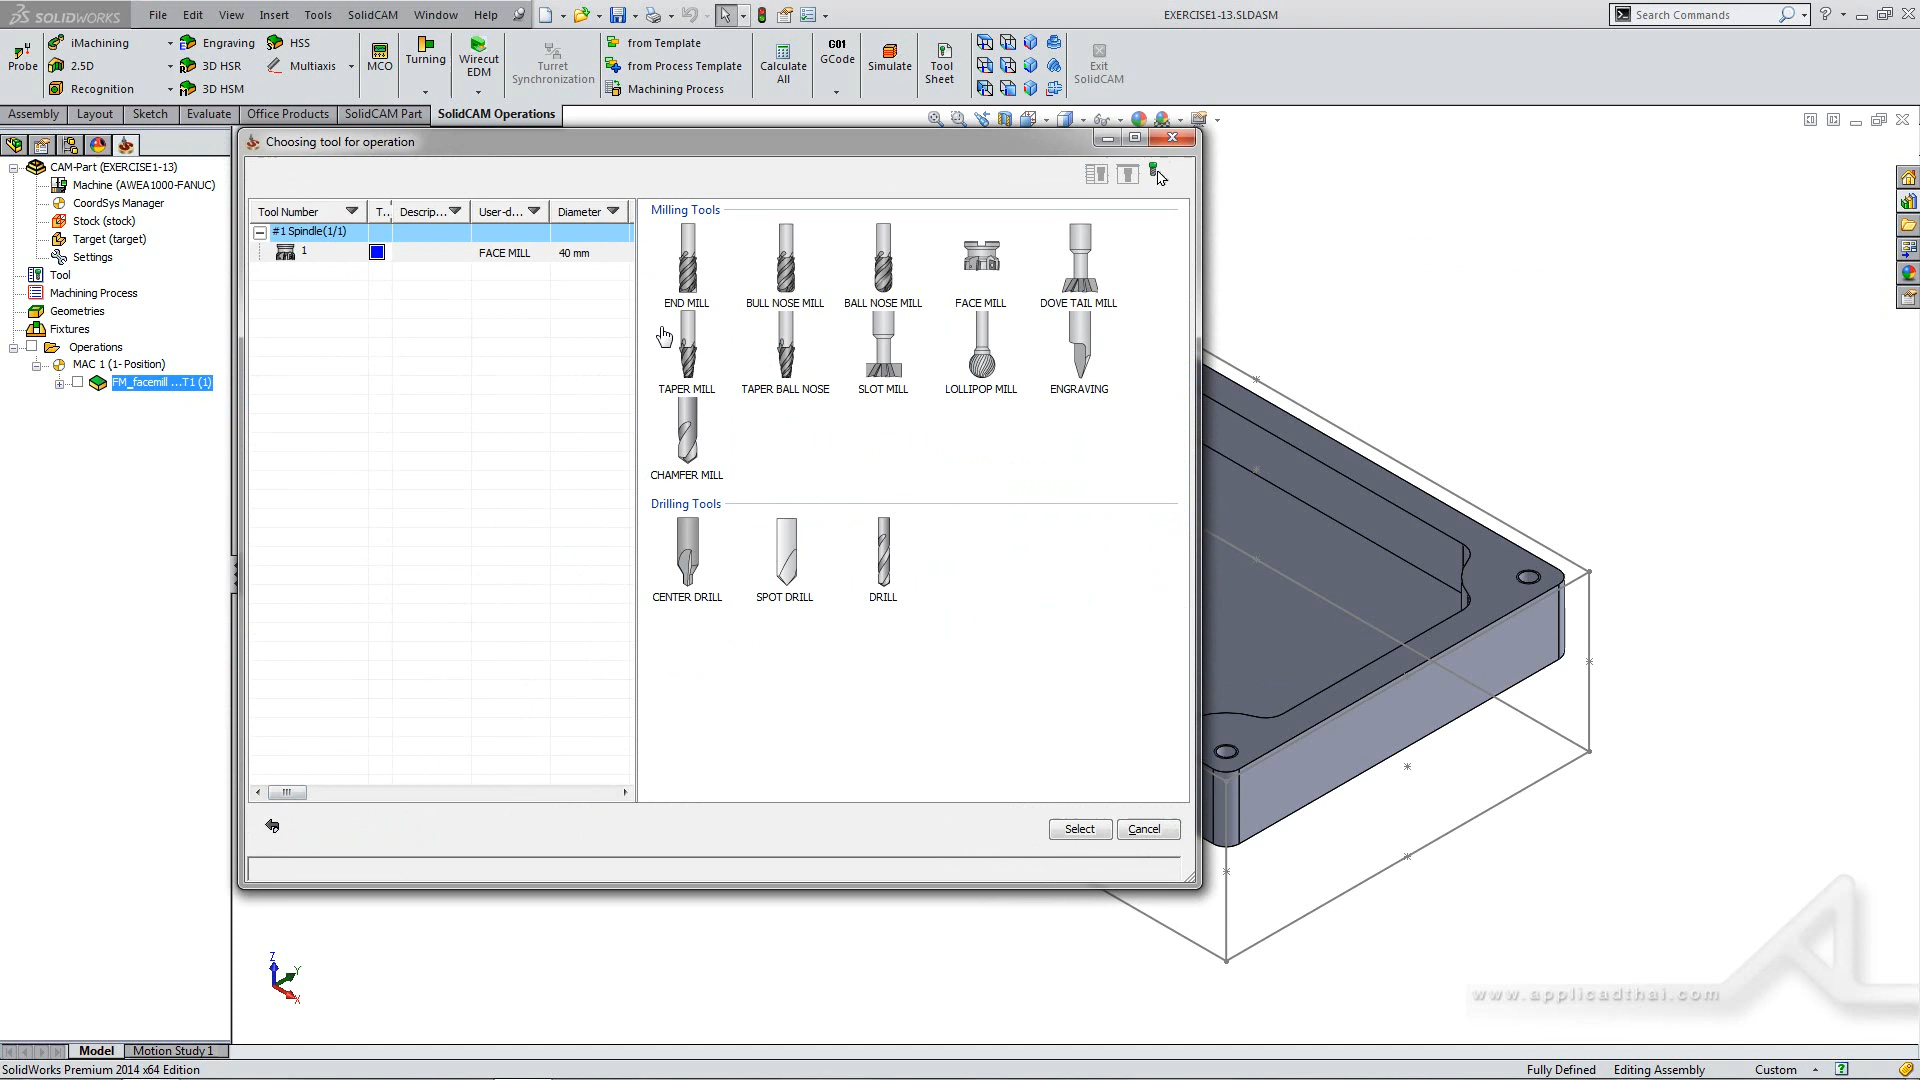 SOLIDWORKS File Edit View Insert Tools SolidCAM Window Help EXERCISE1-13.SLDASM Search Commands
Probe
iMachining
2.5D
Recognition
Engraving
3D HSR
3D HSM
HSS
Multiaxis
MCO
Turning
Wirecut
EDM
Turret
Synchronization
from Template
from Process Template
Machining Process
Calculate
All
G01
GCode
Simulate
Tool
Sheet
Exit
SolidCAM
Assembly Layout Sketch Evaluate Office Products SolidCAM Part SolidCAM Operations
CAM-Part (EXERCISE1-13)
Machine (AWEA1000-FANUC)
CoordSys Manager
Stock (stock)
Target (target)
Settings
Tool
Machining Process
Geometries
Fixtures
Operations
MAC 1 (1- Position)
FM_facemill ...T1 (1)
Choosing tool for operation
Tool Number T.. Descrip... User-d... Diameter
#1 Spindle(1/1)
1 FACE MILL 40 mm
Milling Tools
END MILL BULL NOSE MILL BALL NOSE MILL FACE MILL DOVE TAIL MILL
TAPER MILL TAPER BALL NOSE SLOT MILL LOLLIPOP MILL ENGRAVING
CHAMFER MILL
Drilling Tools
CENTER DRILL SPOT DRILL DRILL
Select Cancel
Z
Y
X
www.applicadthai.com
Model Motion Study 1
SolidWorks Premium 2014 x64 Edition Fully Defined Editing Assembly Custom